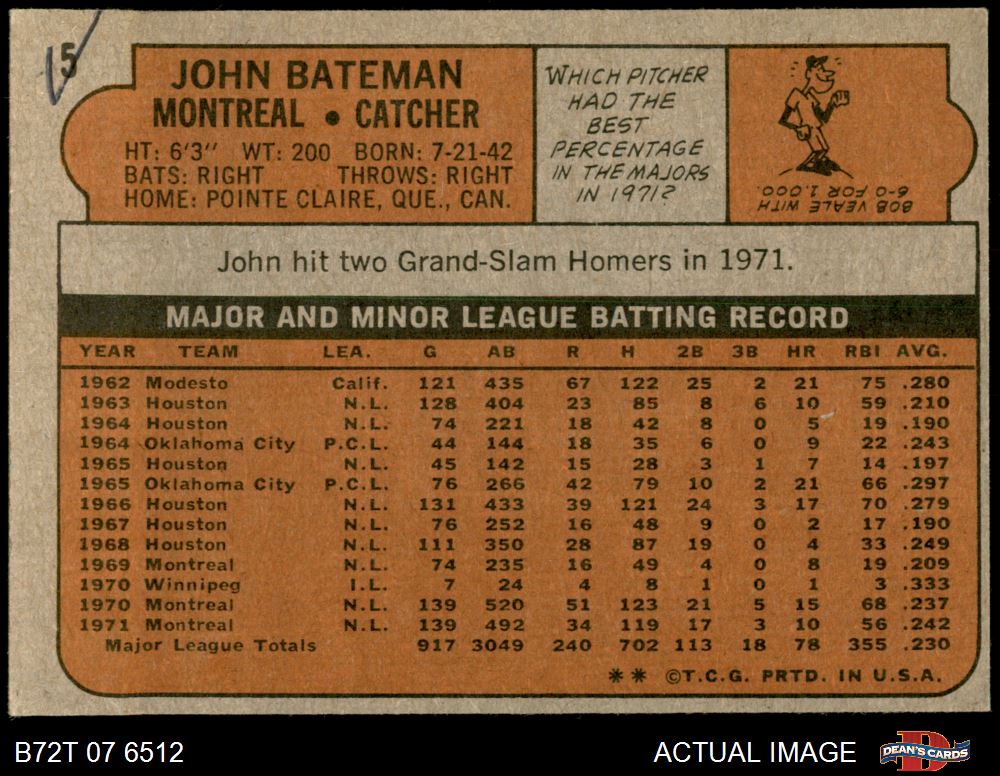 5
JOHN BATEMAN
MONTREAL • CATCHER
HT: 6'3" WT: 200 BORN: 7-21-42
BATS: RIGHT THROWS: RIGHT
HOME: POINTE CLAIRE, QUE., CAN.
WHICH PITCHER
HAD THE
BEST
PERCENTAGE
IN THE MAJORS
IN 1971?
BOB VEALE WITH
6-0 FOR 1.000.
John hit two Grand-Slam Homers in 1971.
MAJOR AND MINOR LEAGUE BATTING RECORD
YEAR TEAM LEA. G AB R H 2B 3B HR RBI AVG.
1962 Modesto Calif. 121 435 67 122 25 2 21 75 .280
1963 Houston N.L. 128 404 23 85 8 6 10 59 .210
1964 Houston N.L. 74 221 18 42 8 0 5 19 .190
1964 Oklahoma City P.C.L. 44 144 18 35 6 0 9 22 .243
1965 Houston N.L. 45 142 15 28 3 1 7 14 .197
1965 Oklahoma City P.C.L. 76 266 42 79 10 2 21 66 .297
1966 Houston N.L. 131 433 39 121 24 3 17 70 .279
1967 Houston N.L. 76 252 16 48 9 0 2 17 .190
1968 Houston N.L. 111 350 28 87 19 0 4 33 .249
1969 Montreal N.L. 74 235 16 49 4 0 8 19 .209
1970 Winnipeg I.L. 7 24 4 8 1 0 1 3 .333
1970 Montreal N.L. 139 520 51 123 21 5 15 68 .237
1971 Montreal N.L. 139 492 34 119 17 3 10 56 .242
Major League Totals 917 3049 240 702 113 18 78 355 .230
** ©T.C.G. PRTD. IN U.S.A.
B72T 07 6512
ACTUAL IMAGE
D
DEAN'S CARDS